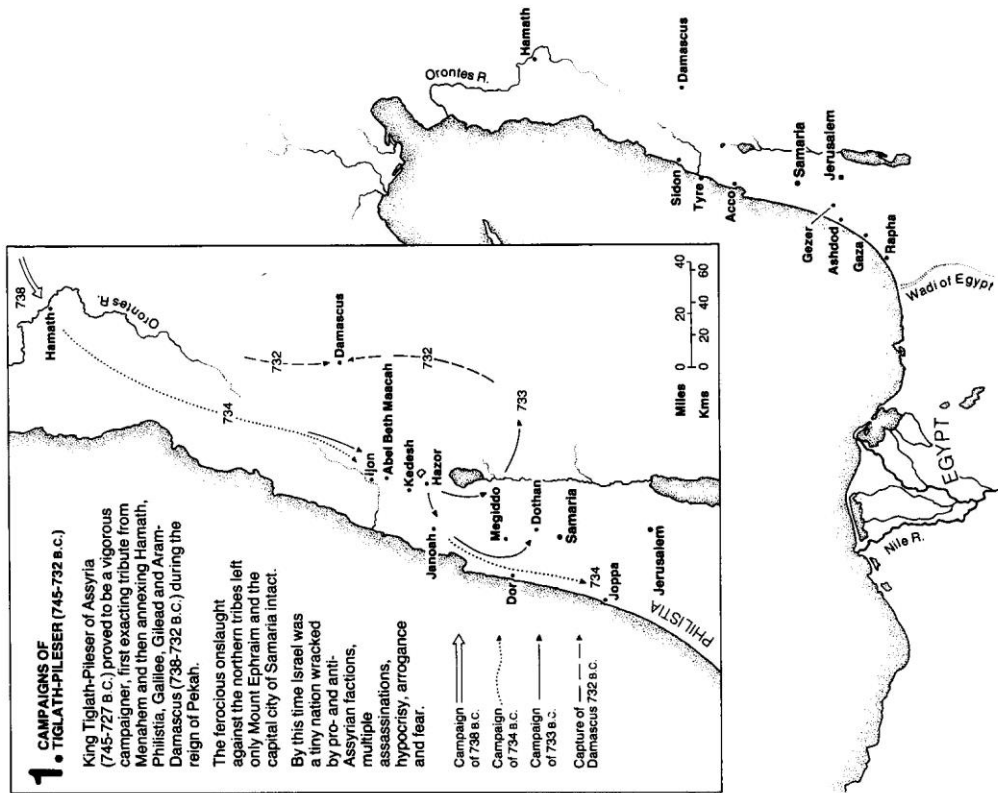 1. CAMPAIGNS OF
TIGLATH-PILESER (745-732 B.C.)
King Tiglath-Pileser of Assyria
(745-727 B.C.) proved to be a vigorous
campaigner, first exacting tribute from
Menahem and then annexing Hamath,
Philistia, Galilee, Gilead and Aram-
Damascus (738-732 B.C.) during the
reign of Pekah.
The ferocious onslaught
against the northern tribes left
only Mount Ephraim and the
capital city of Samaria intact.
By this time Israel was
a tiny nation wracked
by pro- and anti-
Assyrian factions,
multiple
assassinations,
hypocrisy, arrogance
and fear.
Campaign
of 738 B.C.
Campaign
of 734 B.C.
Campaign
of 733 B.C.
Capture of
Damascus 732 B.C.
738
Hamath
Orontes R.
734
732
Damascus
732
Ijon
Abel Beth Maacah
Kedesh
Hazor
733
Janoah
Megiddo
Dothan
Samaria
Dor
734
Joppa
Jerusalem
PHILISTIA
Miles 0 20 40
Kms 0 20 40 60
Orontes R.
Hamath
Damascus
Sidon
Tyre
Acco
Samaria
Jerusalem
Gezer
Ashdod
Gaza
Rapha
Wadi of Egypt
EGYPT
Nile R.